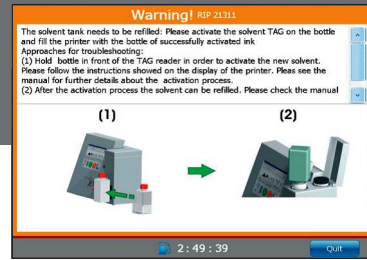 Warning! RIP 21311
The solvent tank needs to be refilled: Please activate the solvent TAG on the bottle
and fill the printer with the bottle of successfully activated ink
Approaches for troubleshooting:
(1) Hold bottle in front of the TAG reader in order to activate the new solvent.
Please follow the instructions showed on the display of the printer. Pleas see the
manual for further details about the activation process.
(2) After the activation process the solvent can be refilled. Please check the manual
(1)
(2)
2:49:39
Quit